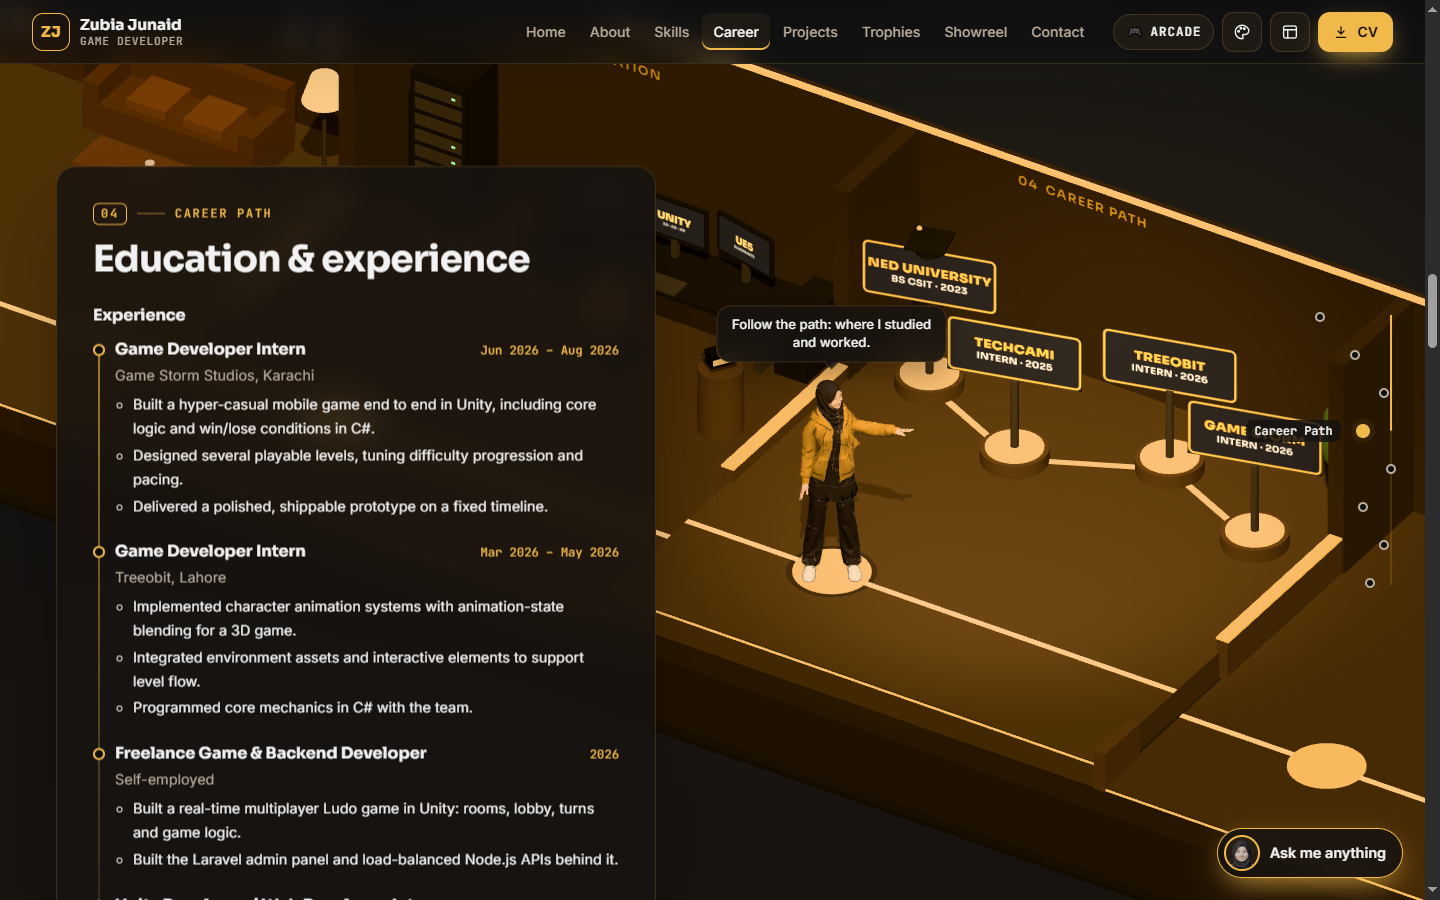 ZJ
Zubia Junaid
GAME DEVELOPER
Home
About
Skills
Career
Projects
Trophies
Showreel
Contact
ARCADE
CV
04 CAREER PATH
UNITY
UE5
NED UNIVERSITY
BS CSIT · 2023
Follow the path: where I studied
and worked.
TECHCAMI
INTERN · 2025
TREEOBIT
INTERN · 2026
INTERN · 2026
Career Path
04
CAREER PATH
Education & experience
Experience
Game Developer Intern
Jun 2026 – Aug 2026
Game Storm Studios, Karachi
Built a hyper-casual mobile game end to end in Unity, including core
logic and win/lose conditions in C#.
Designed several playable levels, tuning difficulty progression and
pacing.
Delivered a polished, shippable prototype on a fixed timeline.
Game Developer Intern
Mar 2026 – May 2026
Treeobit, Lahore
Implemented character animation systems with animation-state
blending for a 3D game.
Integrated environment assets and interactive elements to support
level flow.
Programmed core mechanics in C# with the team.
Freelance Game & Backend Developer
2026
Self-employed
Built a real-time multiplayer Ludo game in Unity: rooms, lobby, turns
and game logic.
Built the Laravel admin panel and load-balanced Node.js APIs behind it.
Ask me anything